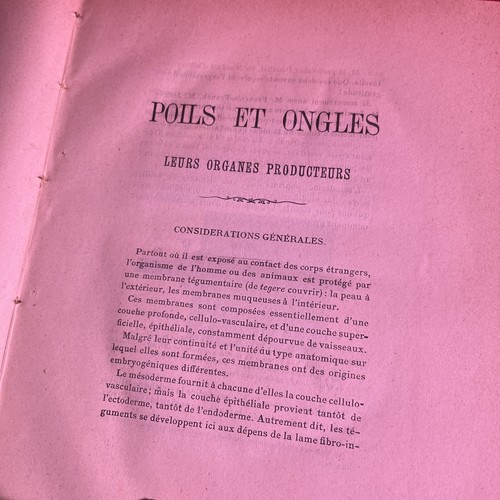 POILS ET ONGLES
LEURS ORGANES PRODUCTEURS
CONSIDERATIONS GÉNÉRALES.
Partout où il est exposé au contact des corps étrangers,
l'organisme de l'homme ou des animaux est protégé par
une membrane tégumentaire (de tegere couvrir) : la peau à
l'extérieur, les membranes muqueuses à l'intérieur.
Ces membranes sont composées essentiellement d'une
couche profonde, cellulo-vasculaire, et d'une couche super-
ficielle, épithéliale, constamment dépourvue de vaisseaux.
Malgré leur continuité et l'unité du type anatomique sur
lequel elles sont formées, ces membranes ont des origines
embryogéniques différentes.
Le mésoderme fournit à chacune d'elles la couche cellulo-
vasculaire; mais la couche épithéliale provient tantôt de
l'ectoderme, tantôt de l'endoderme. Autrement dit, les té-
guments se développent ici aux dépens de la lame fibro-in-